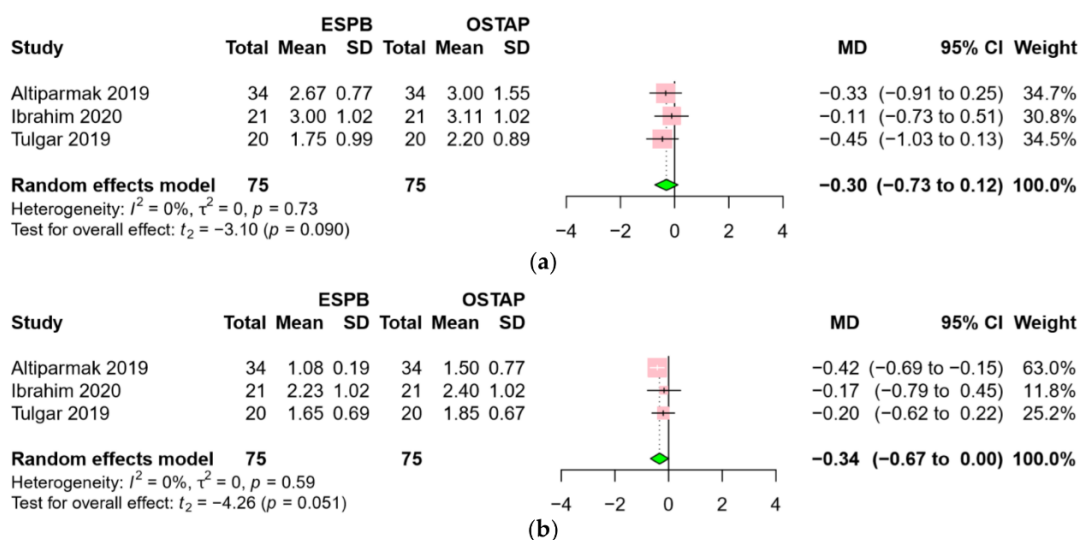 ESPB OSTAP
Study Total Mean SD Total Mean SD MD 95% CI Weight
Altiparmak 2019 34 2.67 0.77 34 3.00 1.55 −0.33 (−0.91 to 0.25) 34.7%
Ibrahim 2020 21 3.00 1.02 21 3.11 1.02 −0.11 (−0.73 to 0.51) 30.8%
Tulgar 2019 20 1.75 0.99 20 2.20 0.89 −0.45 (−1.03 to 0.13) 34.5%
Random effects model 75 75 −0.30 (−0.73 to 0.12) 100.0%
Heterogeneity: I² = 0%, τ² = 0, p = 0.73
Test for overall effect: t₂ = −3.10 (p = 0.090)
−4 −2 0 2 4
(a)
ESPB OSTAP
Study Total Mean SD Total Mean SD MD 95% CI Weight
Altiparmak 2019 34 1.08 0.19 34 1.50 0.77 −0.42 (−0.69 to −0.15) 63.0%
Ibrahim 2020 21 2.23 1.02 21 2.40 1.02 −0.17 (−0.79 to 0.45) 11.8%
Tulgar 2019 20 1.65 0.69 20 1.85 0.67 −0.20 (−0.62 to 0.22) 25.2%
Random effects model 75 75 −0.34 (−0.67 to 0.00) 100.0%
Heterogeneity: I² = 0%, τ² = 0, p = 0.59
Test for overall effect: t₂ = −4.26 (p = 0.051)
−4 −2 0 2 4
(b)